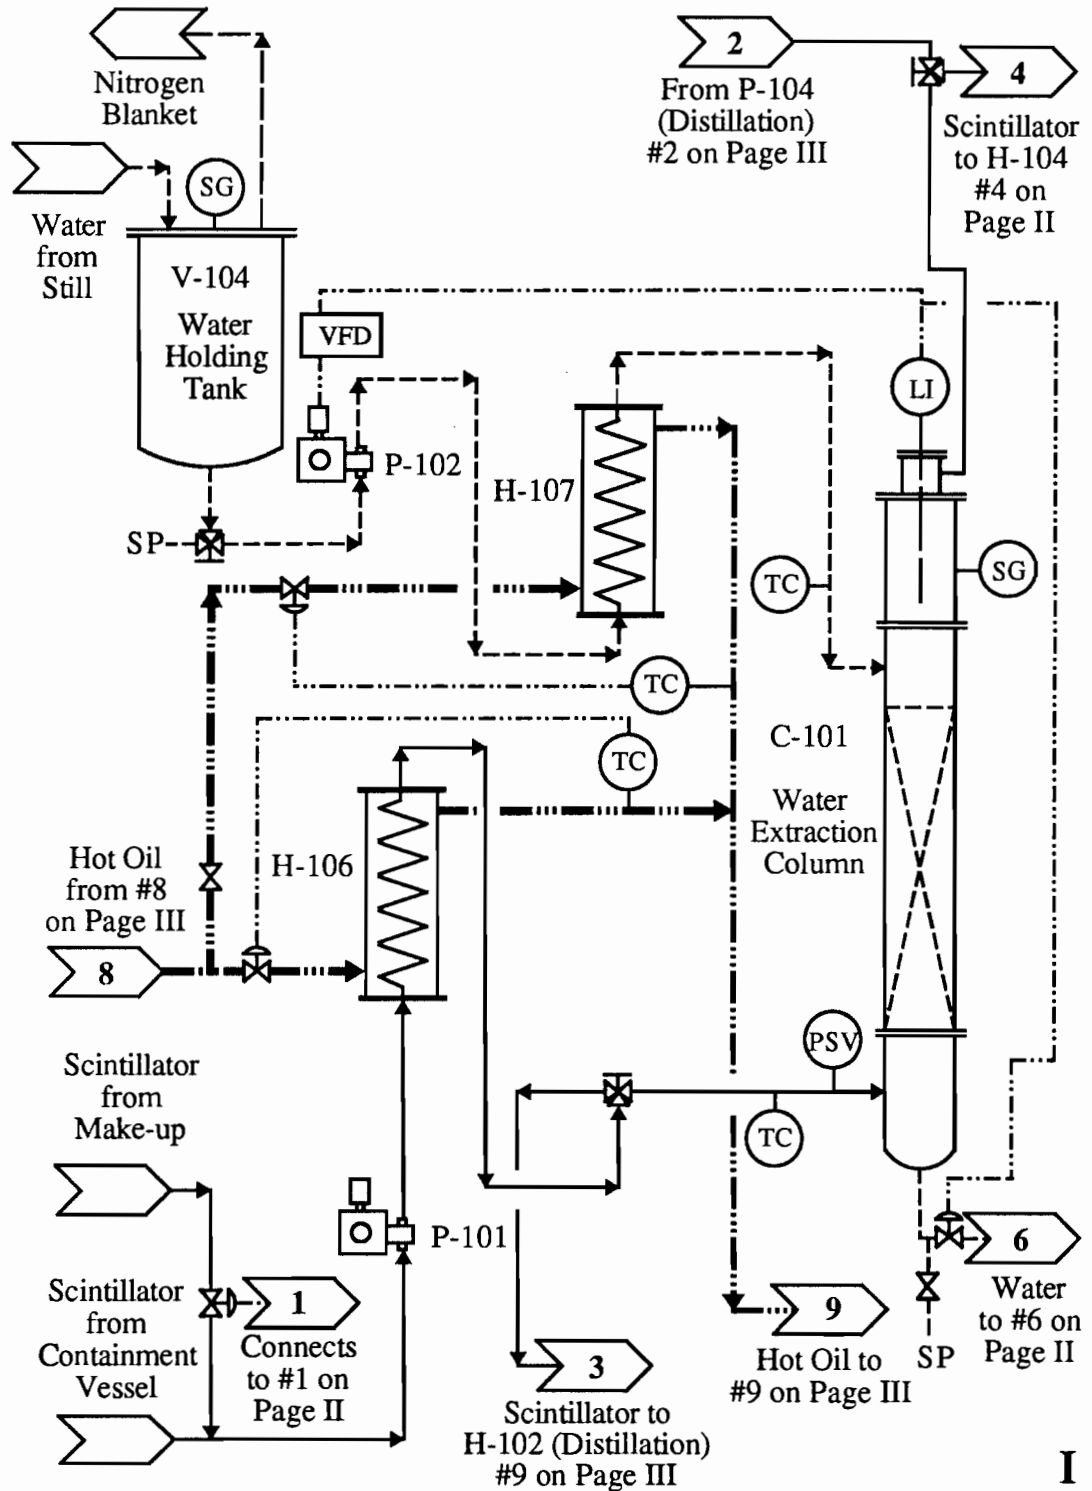 Nitrogen
Blanket
2
From P-104
(Distillation)
#2 on Page III
4
Scintillator
to H-104
#4 on
Page II
SG
Water
from
Still
V-104
Water
Holding
Tank
VFD
LI
P-102
H-107
SP
TC
SG
TC
TC
C-101
Water
Extraction
Column
Hot Oil
from #8
on Page III
8
H-106
PSV
TC
Scintillator
from
Make-up
P-101
6
Water
to #6 on
Page II
SP
Scintillator
from
Containment
Vessel
1
Connects
to #1 on
Page II
9
Hot Oil to
#9 on Page III
3
Scintillator to
H-102 (Distillation)
#9 on Page III
I